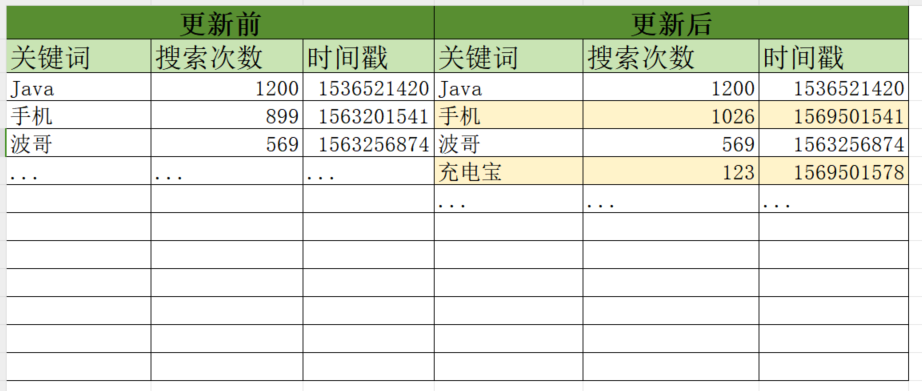 更新前 更新后
关键词 搜索次数 时间戳 关键词 搜索次数 时间戳
Java 1200 1536521420 Java 1200 1536521420
手机 899 1563201541 手机 1026 1569501541
波哥 569 1563256874 波哥 569 1563256874
... ... ... 充电宝 123 1569501578
... ... ...